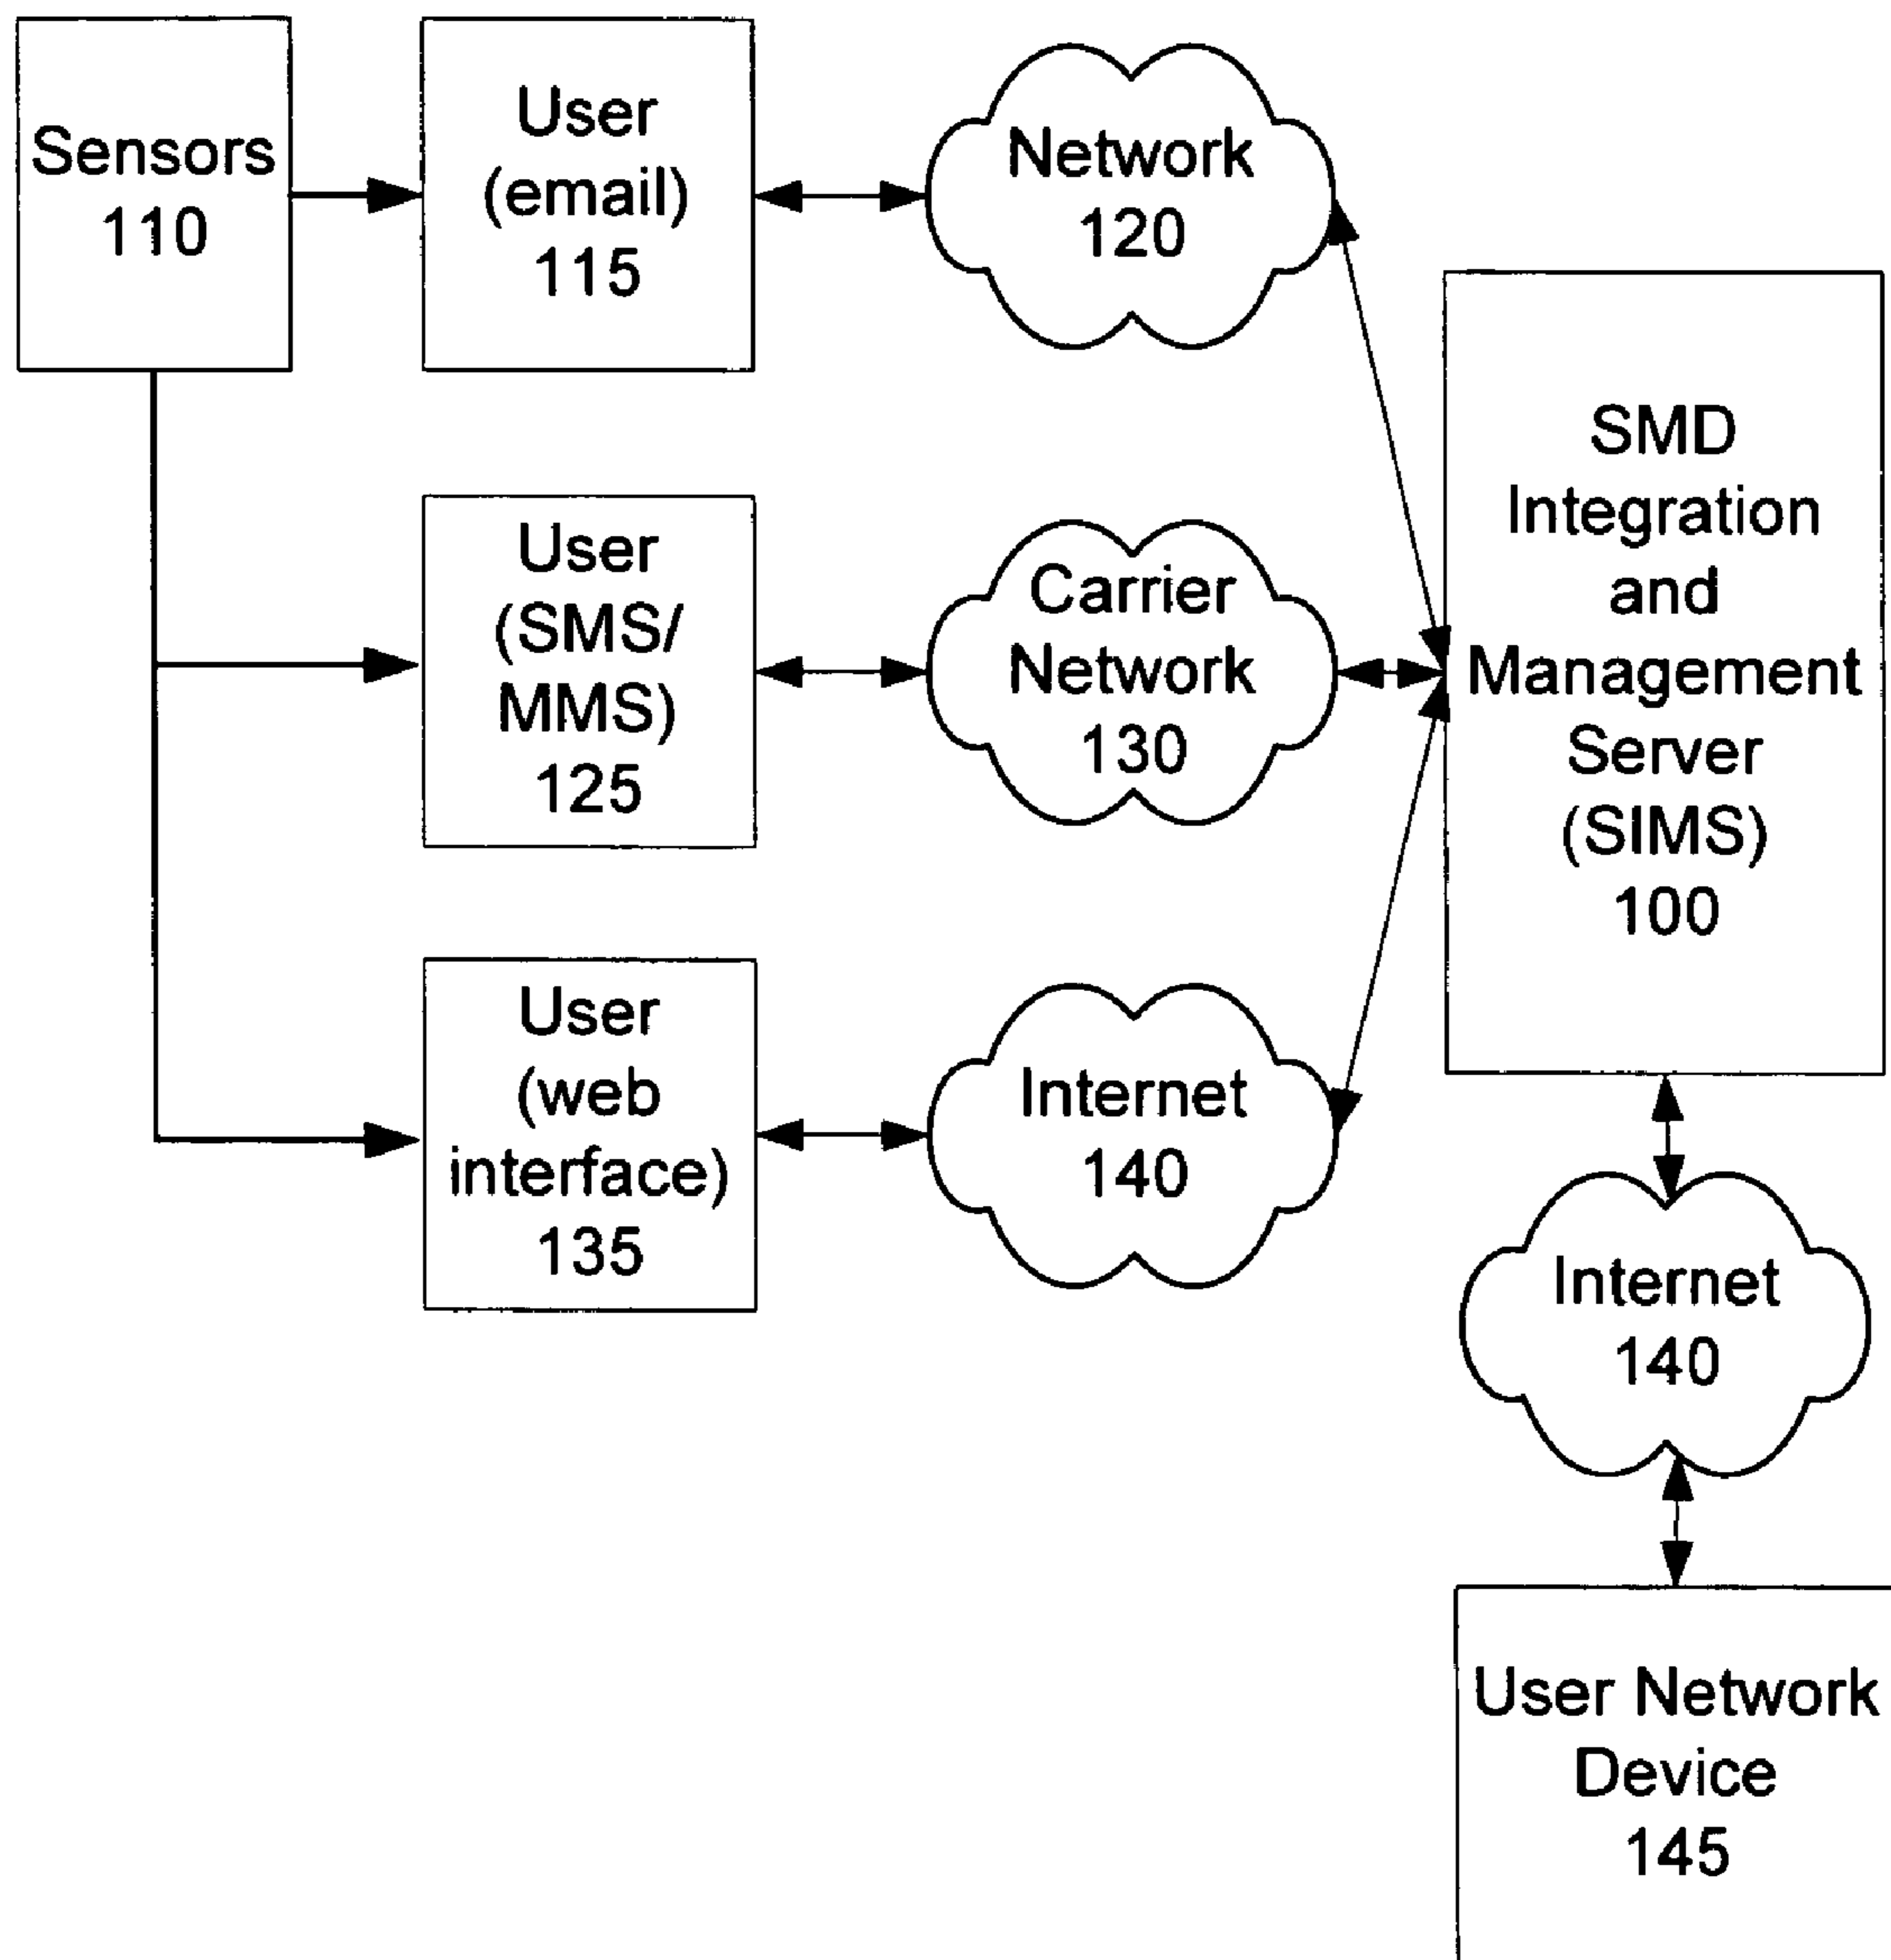 Sensors
110
User
(email)
115
Network
120
User
(SMS/
MMS)
125
Carrier
Network
130
SMD
Integration
and
Management
Server
(SIMS)
100
User
(web
interface)
135
Internet
140
Internet
140
User Network
Device
145